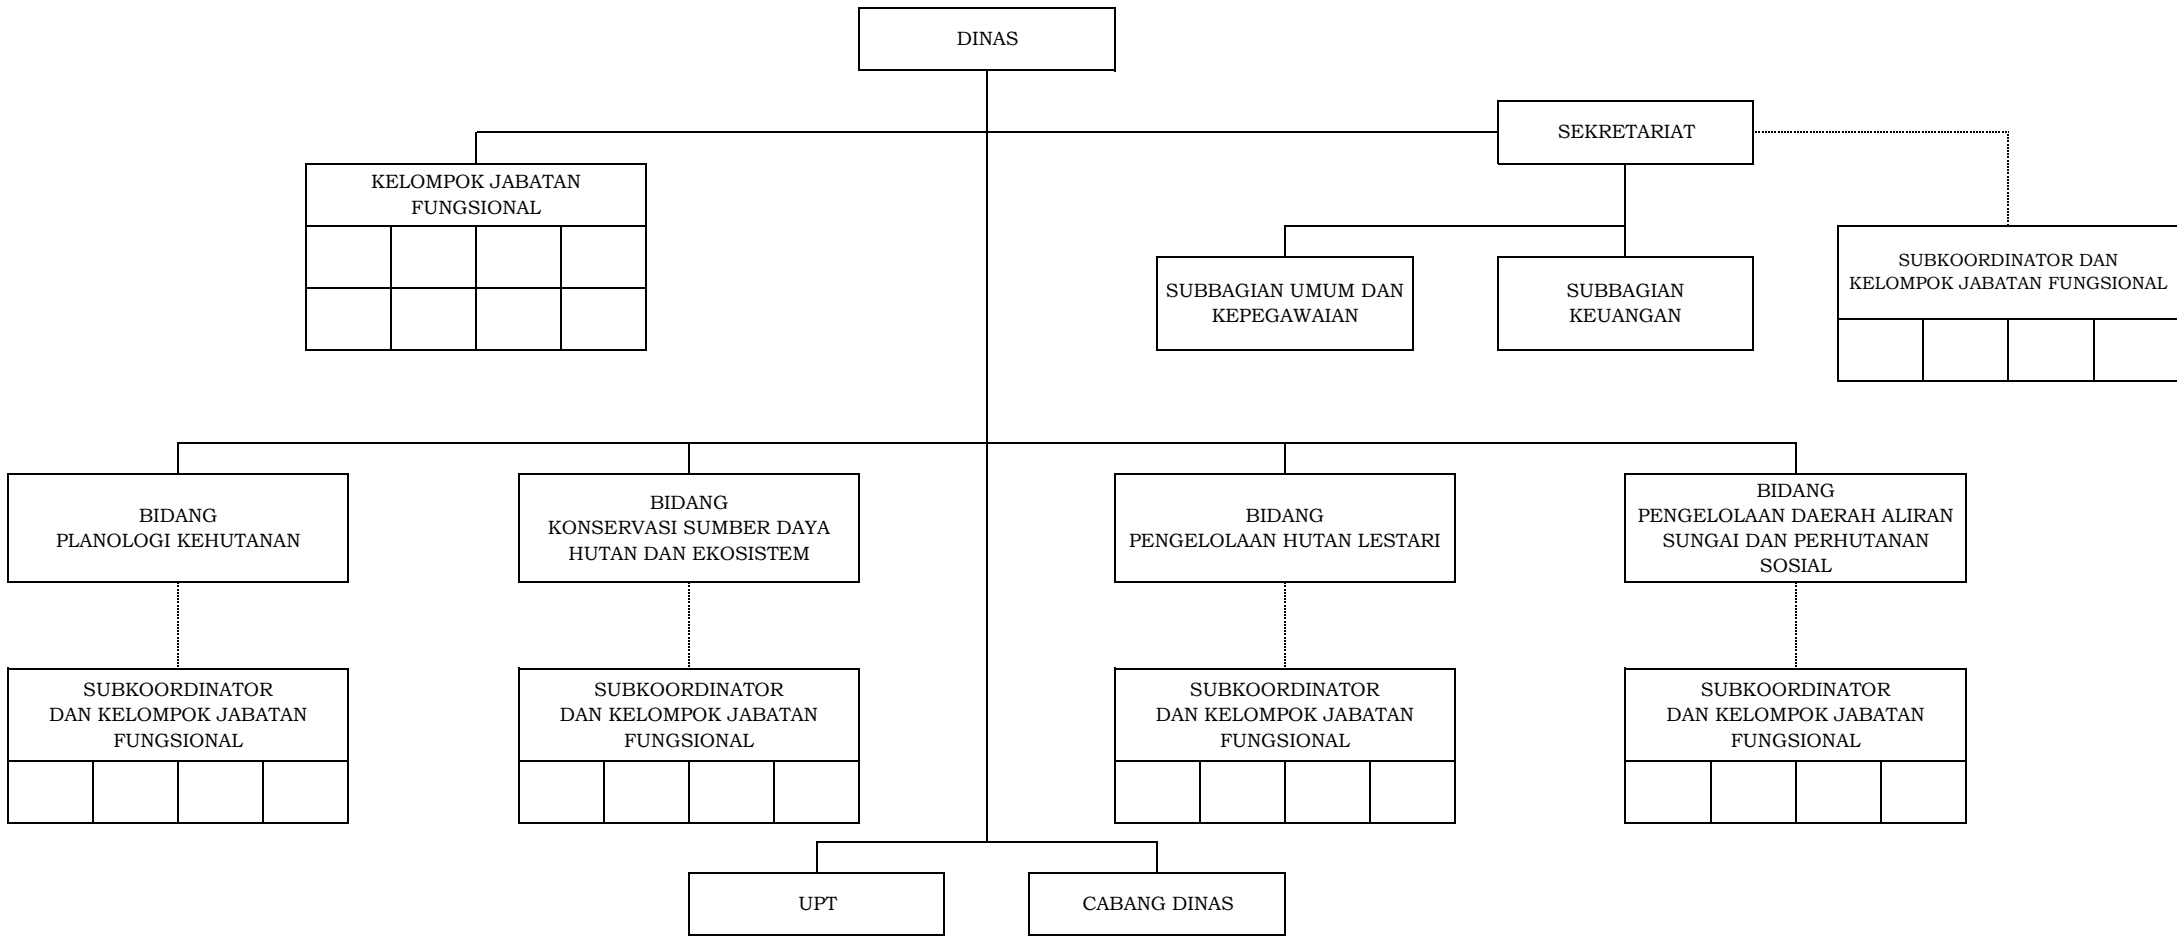 DINAS
SEKRETARIAT
KELOMPOK JABATAN
FUNGSIONAL
SUBBAGIAN UMUM DAN
KEPEGAWAIAN
SUBBAGIAN
KEUANGAN
SUBKOORDINATOR DAN
KELOMPOK JABATAN FUNGSIONAL
BIDANG
PLANOLOGI KEHUTANAN
BIDANG
KONSERVASI SUMBER DAYA
HUTAN DAN EKOSISTEM
BIDANG
PENGELOLAAN HUTAN LESTARI
BIDANG
PENGELOLAAN DAERAH ALIRAN
SUNGAI DAN PERHUTANAN
SOSIAL
SUBKOORDINATOR
DAN KELOMPOK JABATAN
FUNGSIONAL
SUBKOORDINATOR
DAN KELOMPOK JABATAN
FUNGSIONAL
SUBKOORDINATOR
DAN KELOMPOK JABATAN
FUNGSIONAL
SUBKOORDINATOR
DAN KELOMPOK JABATAN
FUNGSIONAL
UPT
CABANG DINAS